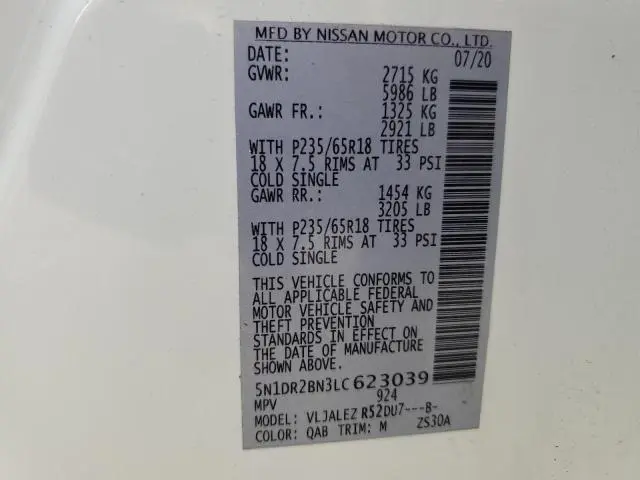 MFD BY NISSAN MOTOR CO., LTD.
DATE: 07/20
GVWR: 2715 KG
5986 LB
GAWR FR.: 1325 KG
2921 LB
WITH P235/65R18 TIRES
18 X 7.5 RIMS AT 33 PSI
COLD SINGLE
GAWR RR.: 1454 KG
3205 LB
WITH P235/65R18 TIRES
18 X 7.5 RIMS AT 33 PSI
COLD SINGLE
THIS VEHICLE CONFORMS TO
ALL APPLICABLE FEDERAL
MOTOR VEHICLE SAFETY AND
THEFT PREVENTION
STANDARDS IN EFFECT ON
THE DATE OF MANUFACTURE
SHOWN ABOVE.
5N1DR2BN3LC623039
MPV 924
MODEL: VLJALEZ R52DU7---B-
COLOR: QAB TRIM: M ZS30A